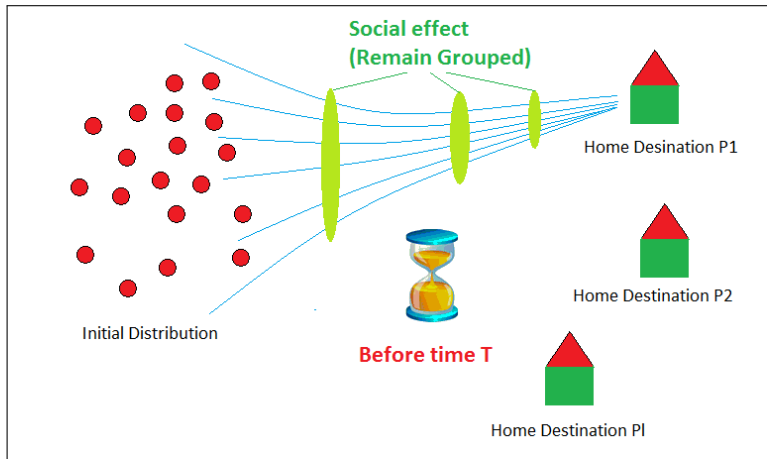 Social effect
(Remain Grouped)
Home Desination P1
Home Destination P2
Initial Distribution
Before time T
Home Destination Pl